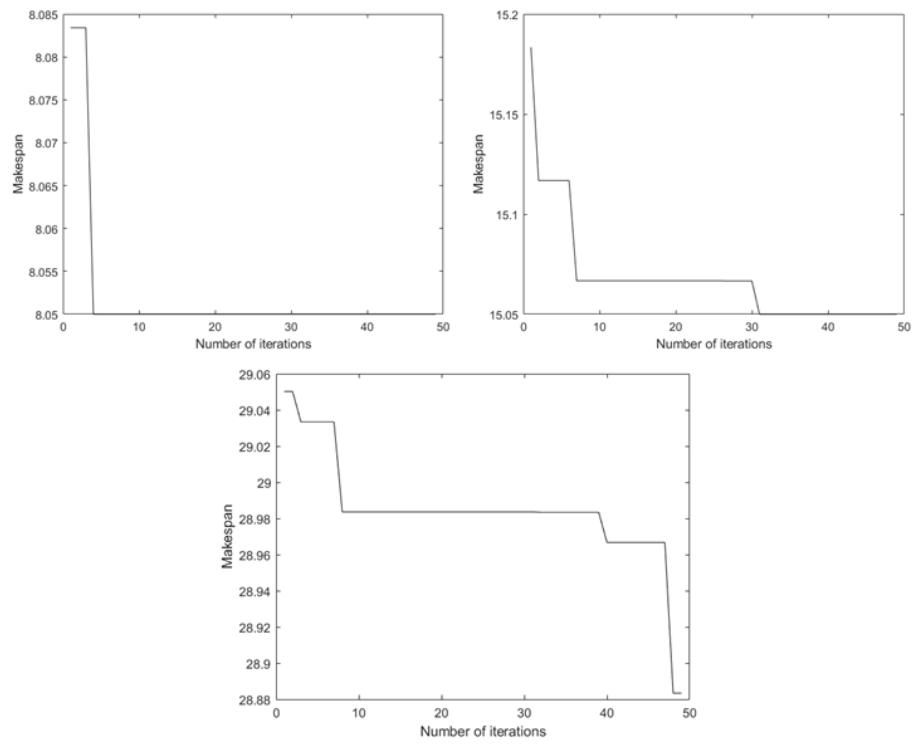 8.085
8.08
8.075
8.07
8.065
8.06
8.055
8.05
Makespan
0 10 20 30 40 50
Number of iterations
15.2
15.15
15.1
15.05
Makespan
0 10 20 30 40 50
Number of iterations
29.06
29.04
29.02
29
28.98
28.96
28.94
28.92
28.9
28.88
Makespan
0 10 20 30 40 50
Number of iterations